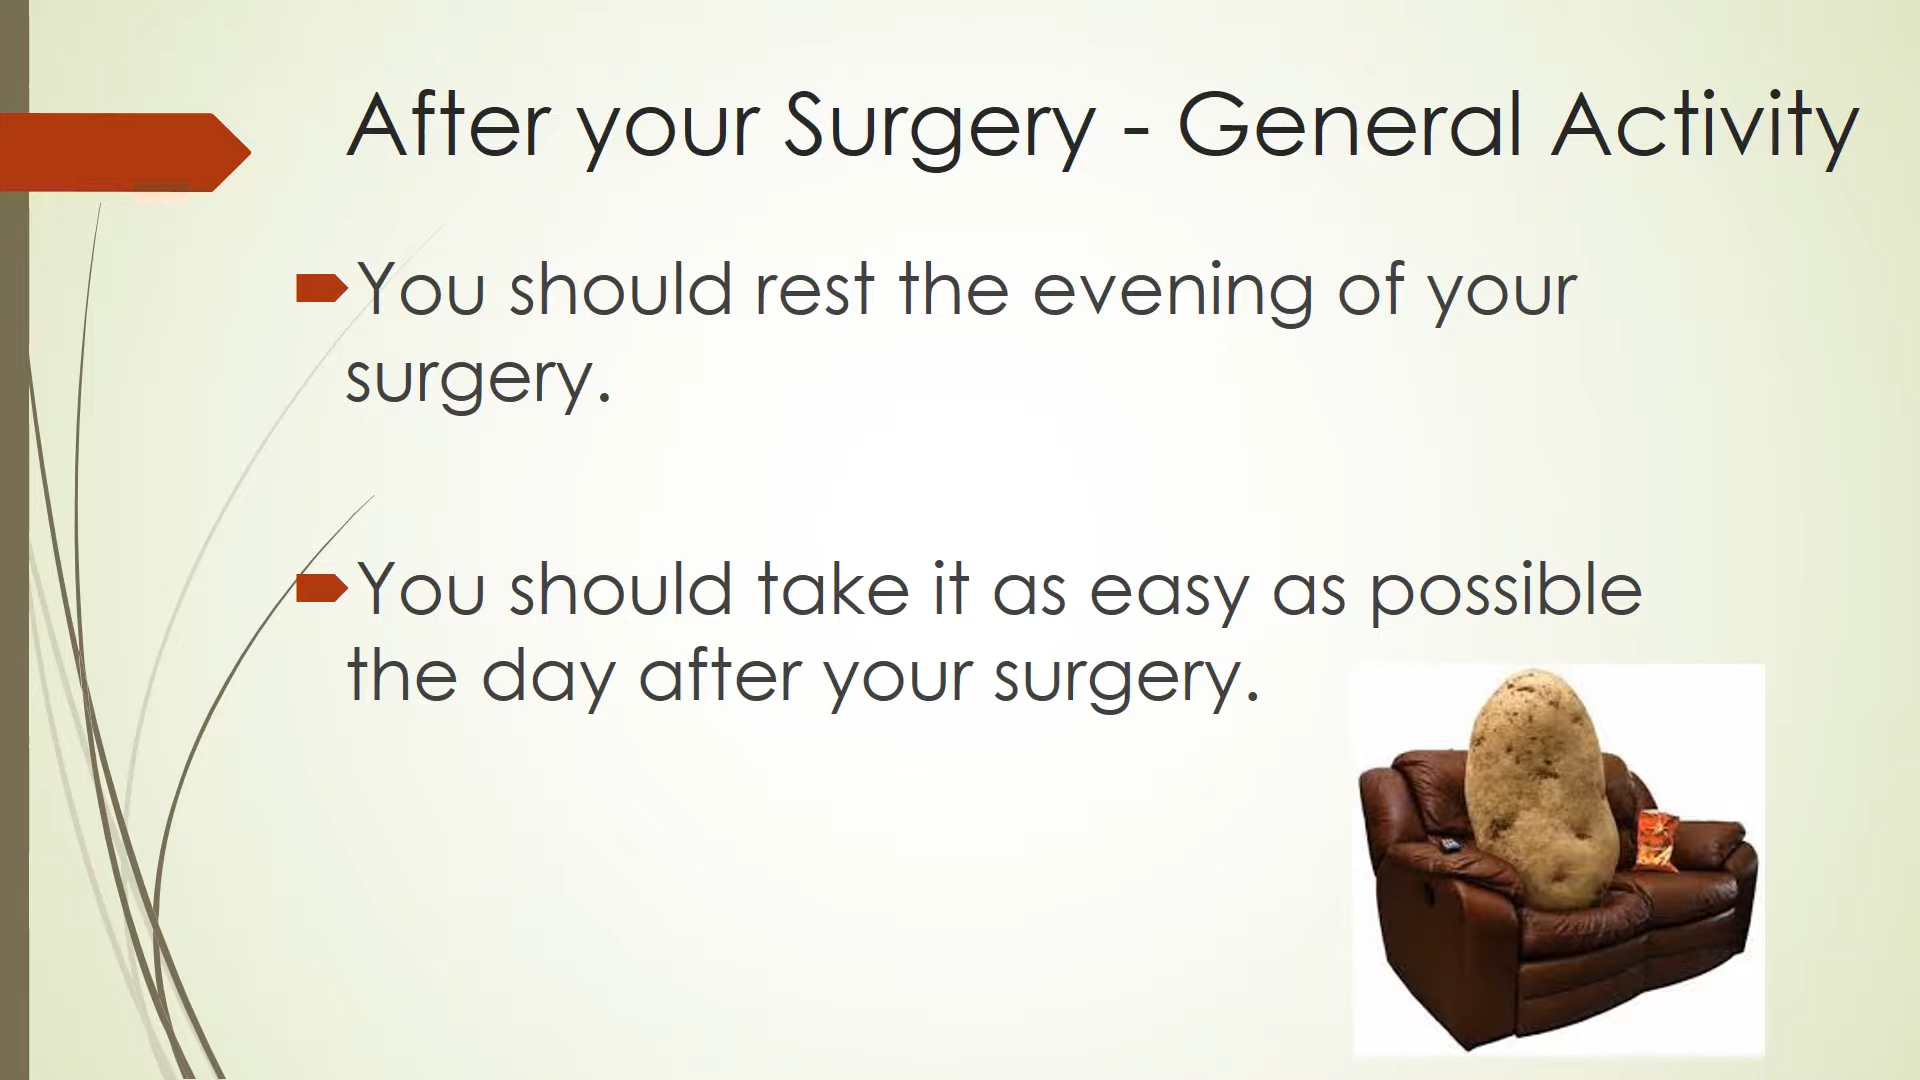 After your Surgery - General Activity
You should rest the evening of your
surgery.
You should take it as easy as possible
the day after your surgery.